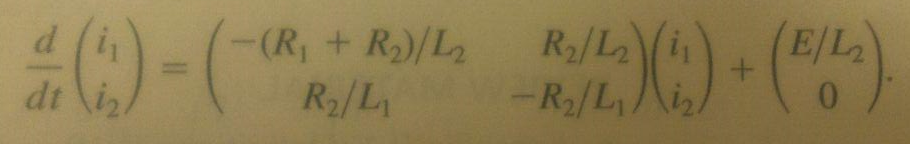 d/dt (i₁ i₂) = (−(R₁ + R₂)/L₂ R₂/L₂ R₂/L₁ −R₂/L₁)(i₁ i₂) + (E/L₂ 0).